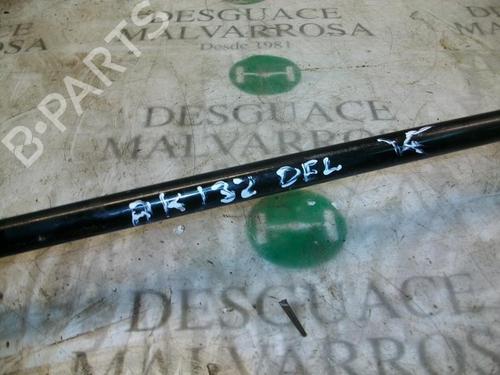 DESGUACE
MALVARROSA
Desde 1981
B-PARTS
DESGUACE
MALVARROSA
AK132 DEL
DESGUACE
MALVARROSA